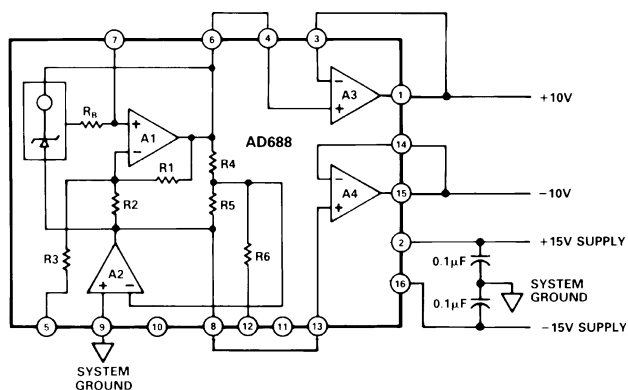 7
6
4
3
R_B
+
A1
−
−
A3
+
1
+10V
AD688
R4
R1
14
R2
R5
−
A4
+
15
−10V
R3
R6
2
+15V SUPPLY
A2
+
−
0.1µF
SYSTEM
GROUND
16
0.1µF
−15V SUPPLY
5
9
10
8
12
11
13
SYSTEM
GROUND